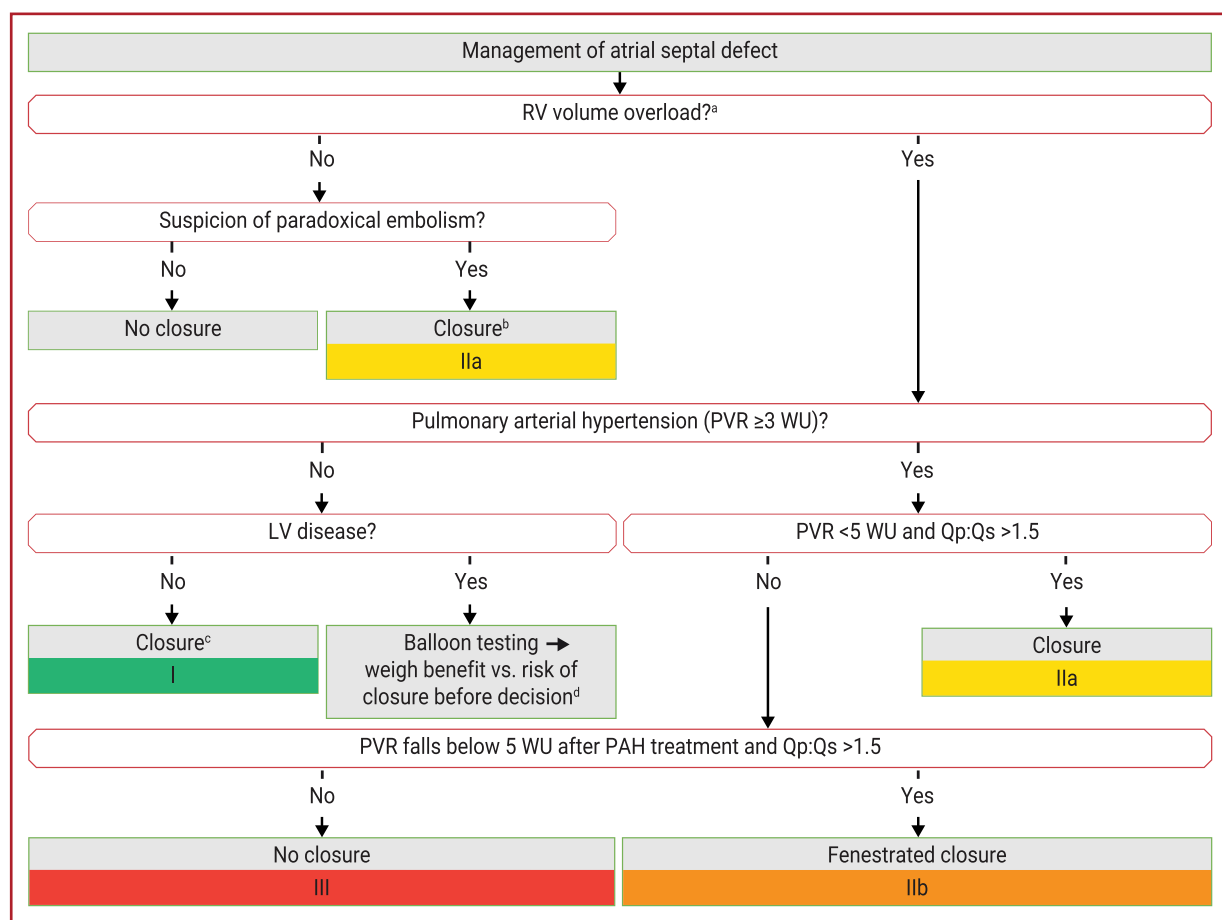 Management of atrial septal defect
RV volume overload?ᵃ
No
Yes
Suspicion of paradoxical embolism?
No
Yes
No closure
Closureᵇ
IIa
Pulmonary arterial hypertension (PVR ≥3 WU)?
No
Yes
LV disease?
PVR <5 WU and Qp:Qs >1.5
No
Yes
No
Yes
Closureᶜ
I
Balloon testing →
weigh benefit vs. risk of
closure before decisionᵈ
Closure
IIa
PVR falls below 5 WU after PAH treatment and Qp:Qs >1.5
No
Yes
No closure
III
Fenestrated closure
IIb